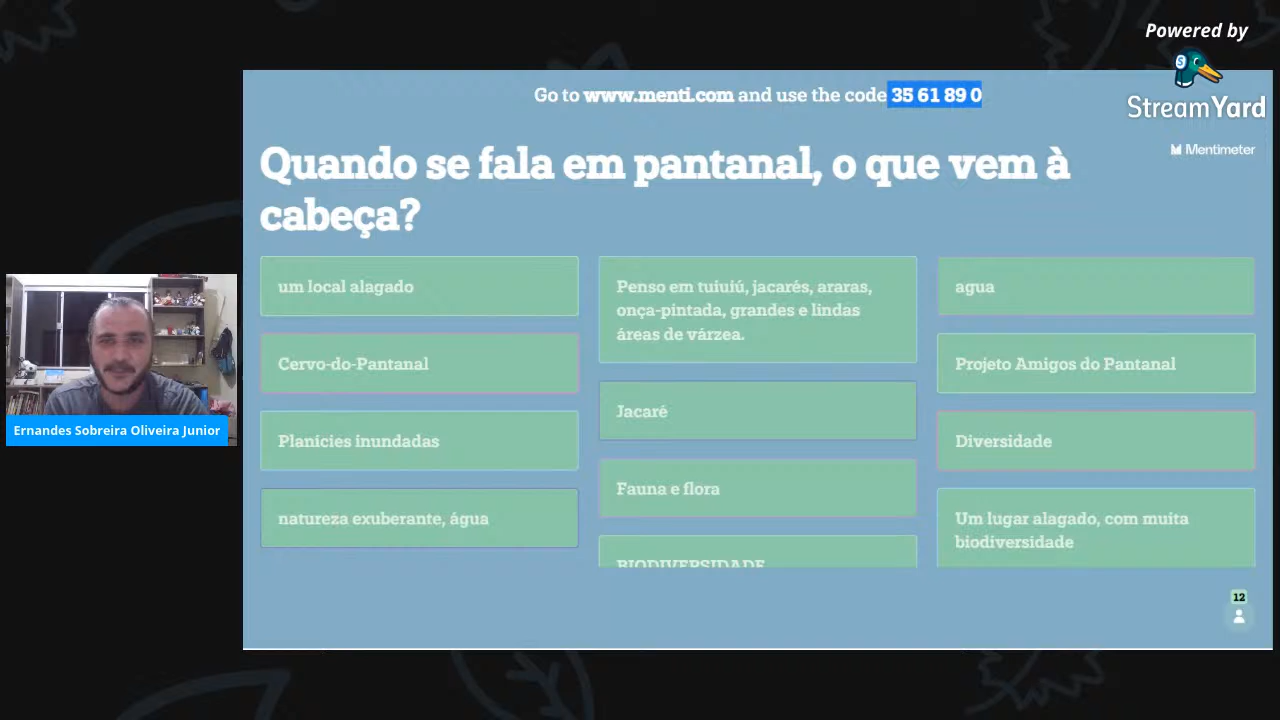 Powered by
StreamYard
Go to www.menti.com and use the code 35 61 89 0
Mentimeter
Quando se fala em pantanal, o que vem à
cabeça?
um local alagado
Cervo-do-Pantanal
Planícies inundadas
natureza exuberante, água
Penso em tuiuiú, jacarés, araras,
onça-pintada, grandes e lindas
áreas de várzea.
Jacaré
Fauna e flora
BIODIVERSIDADE
agua
Projeto Amigos do Pantanal
Diversidade
Um lugar alagado, com muita
biodiversidade
12
Ernandes Sobreira Oliveira Junior